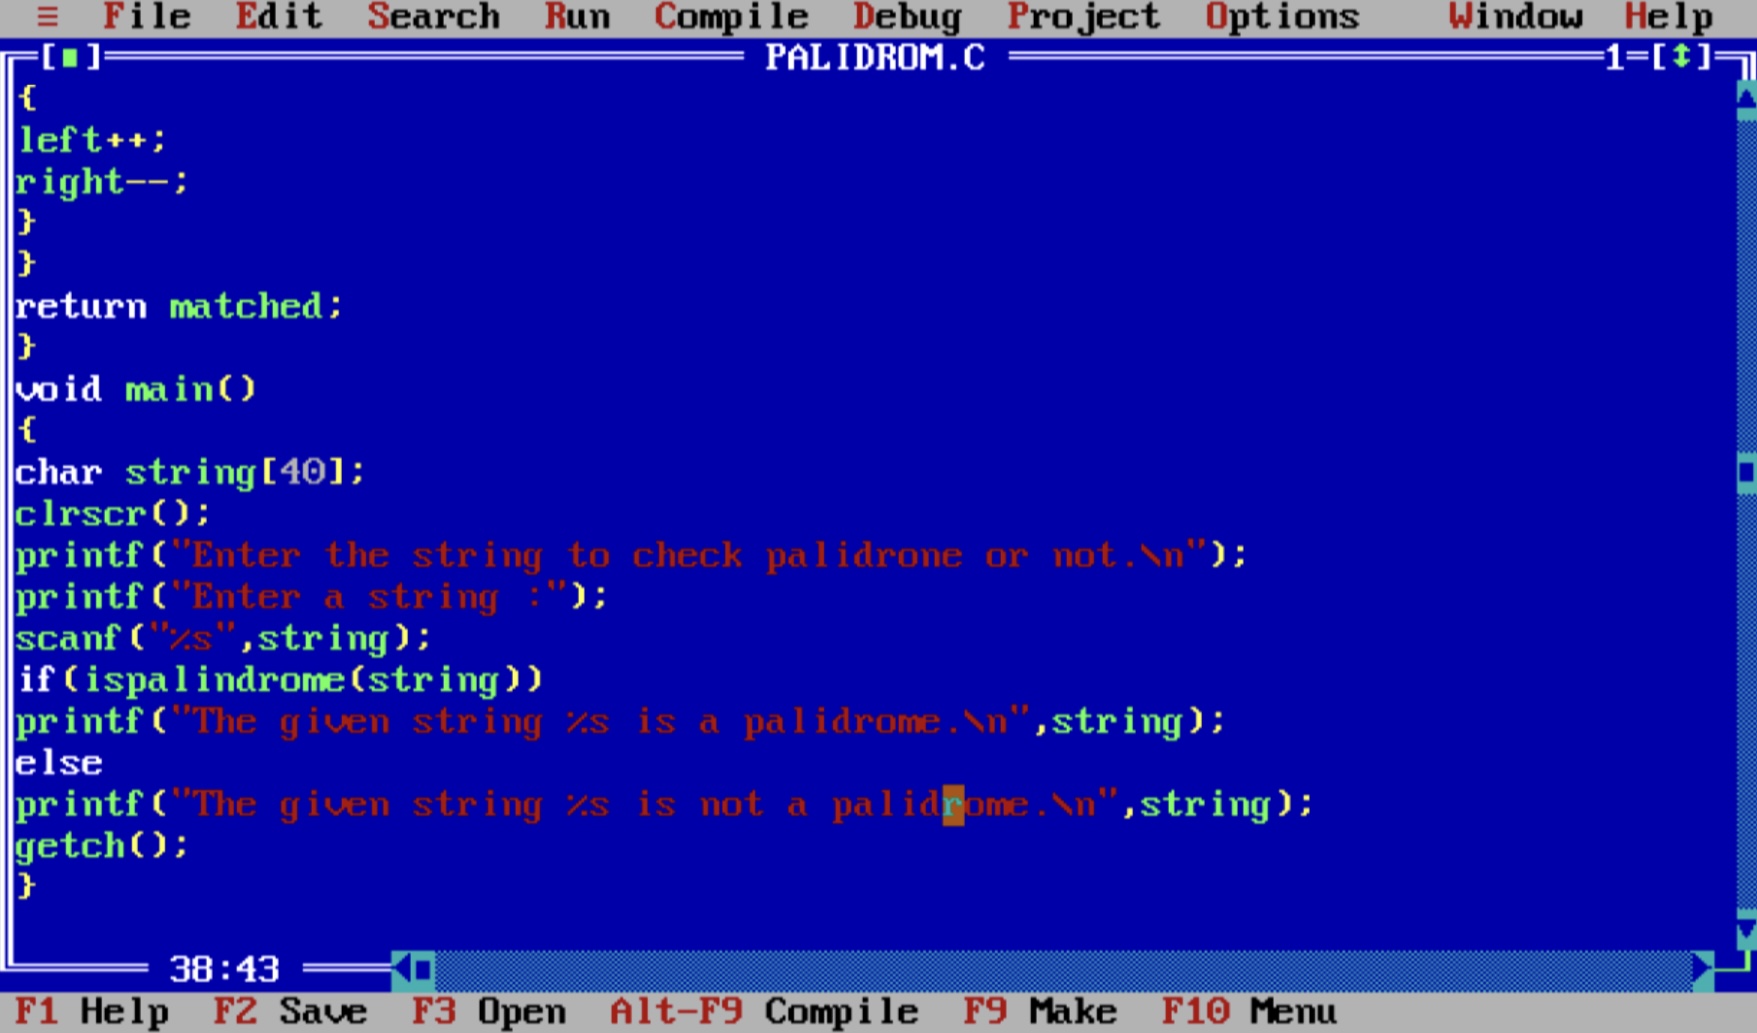 ≡ File Edit Search Run Compile Debug Project Options Window Help
[■] PALIDROM.C 1=[↕]
{
left++;
right--;
}
}
return matched;
}
void main()
{
char string[40];
clrscr();
printf("Enter the string to check palidrone or not.\n");
printf("Enter a string :");
scanf("%s",string);
if(ispalindrome(string))
printf("The given string %s is a palidrome.\n",string);
else
printf("The given string %s is not a palidrome.\n",string);
getch();
}
38:43
F1 Help F2 Save F3 Open Alt-F9 Compile F9 Make F10 Menu